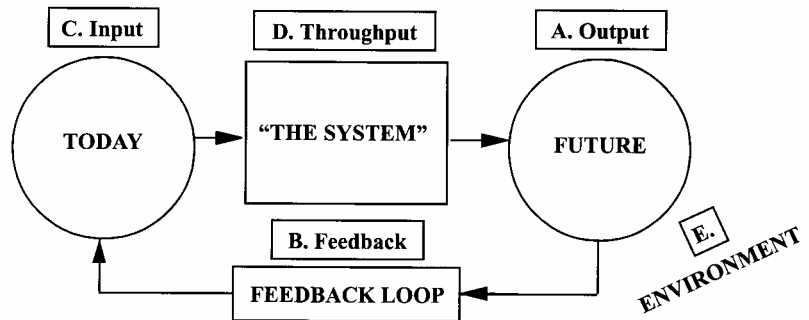 C. Input
D. Throughput
A. Output
TODAY
“THE SYSTEM”
FUTURE
B. Feedback
FEEDBACK LOOP
E.
ENVIRONMENT